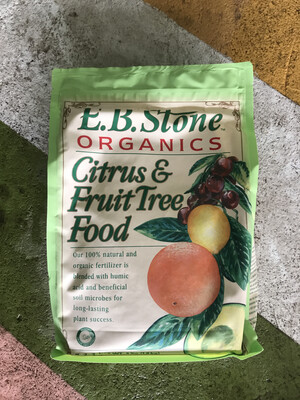 E.B. Stone
ORGANICS
Citrus &
Fruit Tree
Food
Our 100% natural and
organic fertilizer is
blended with humic
acid and beneficial
soil microbes for
long-lasting
plant success.